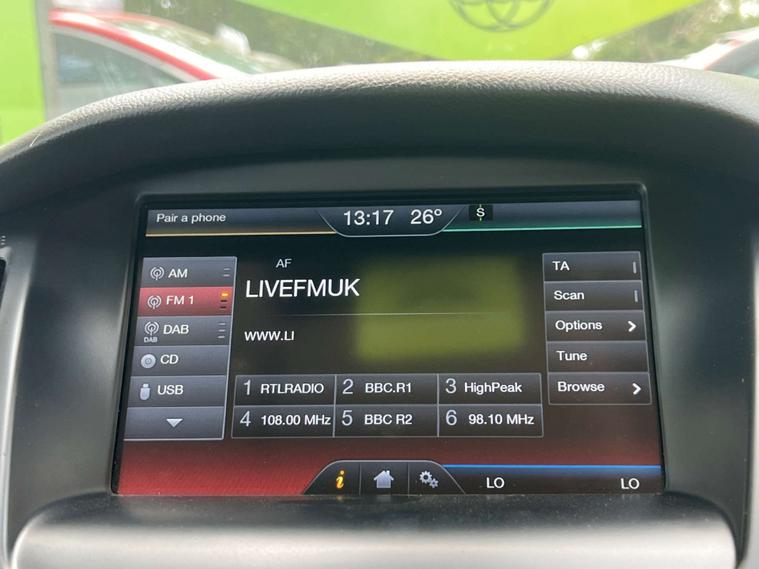 Pair a phone
13:17 26°
S
AM
FM 1
DAB
DAB
CD
USB
AF
LIVEFMUK
WWW.LI
1 RTLRADIO 2 BBC.R1 3 HighPeak
4 108.00 MHz 5 BBC R2 6 98.10 MHz
TA
Scan
Options
Tune
Browse
i
LO LO